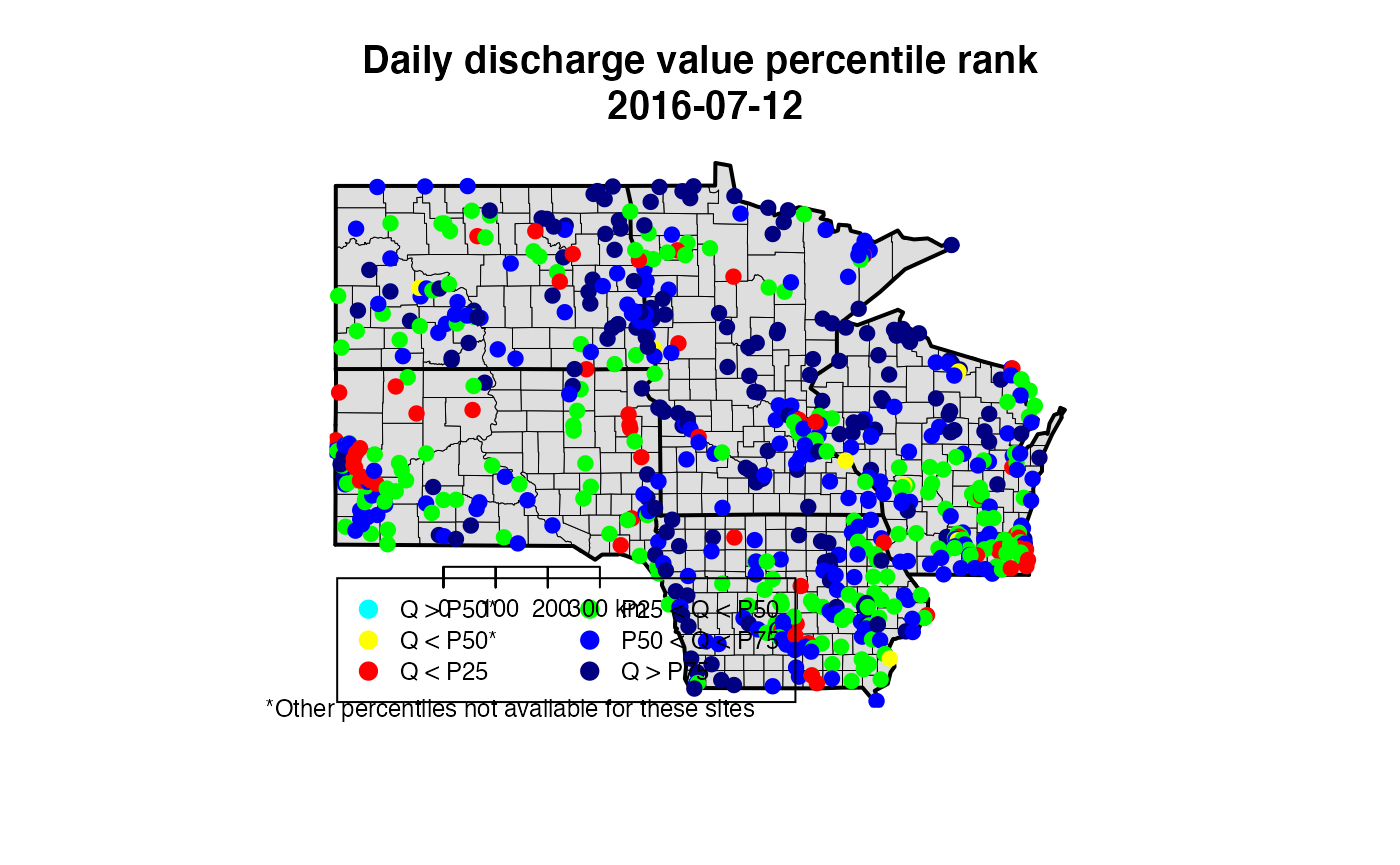 Daily discharge value percentile rank
2016-07-12
0 100 200 300 km
Q > P50* P25 < Q < P50
Q < P50* P50 < Q < P75
Q < P25 Q > P75
*Other percentiles not available for these sites